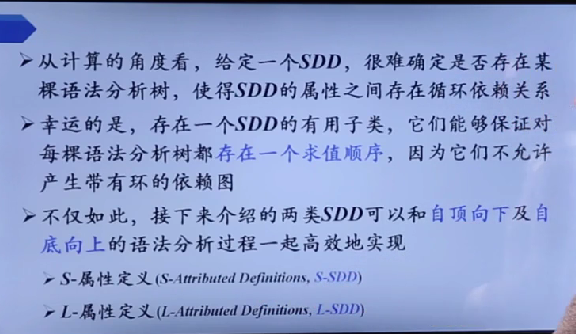 ➢从计算的角度看，给定一个SDD，很难确定是否存在某
棵语法分析树，使得SDD的属性之间存在循环依赖关系
➢幸运的是，存在一个SDD的有用子类，它们能够保证对
每棵语法分析树都存在一个求值顺序，因为它们不允许
产生带有环的依赖图
➢不仅如此，接下来介绍的两类SDD可以和自顶向下及自
底向上的语法分析过程一起高效地实现
➢S-属性定义(S-Attributed Definitions, S-SDD)
➢L-属性定义(L-Attributed Definitions, L-SDD)